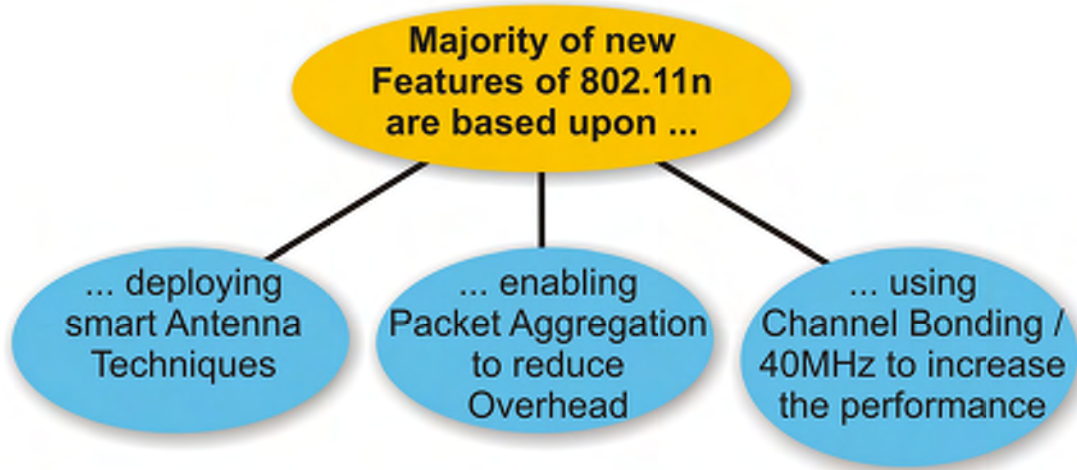 Majority of new
Features of 802.11n
are based upon ...
... deploying
smart Antenna
Techniques
... enabling
Packet Aggregation
to reduce
Overhead
... using
Channel Bonding /
40MHz to increase
the performance